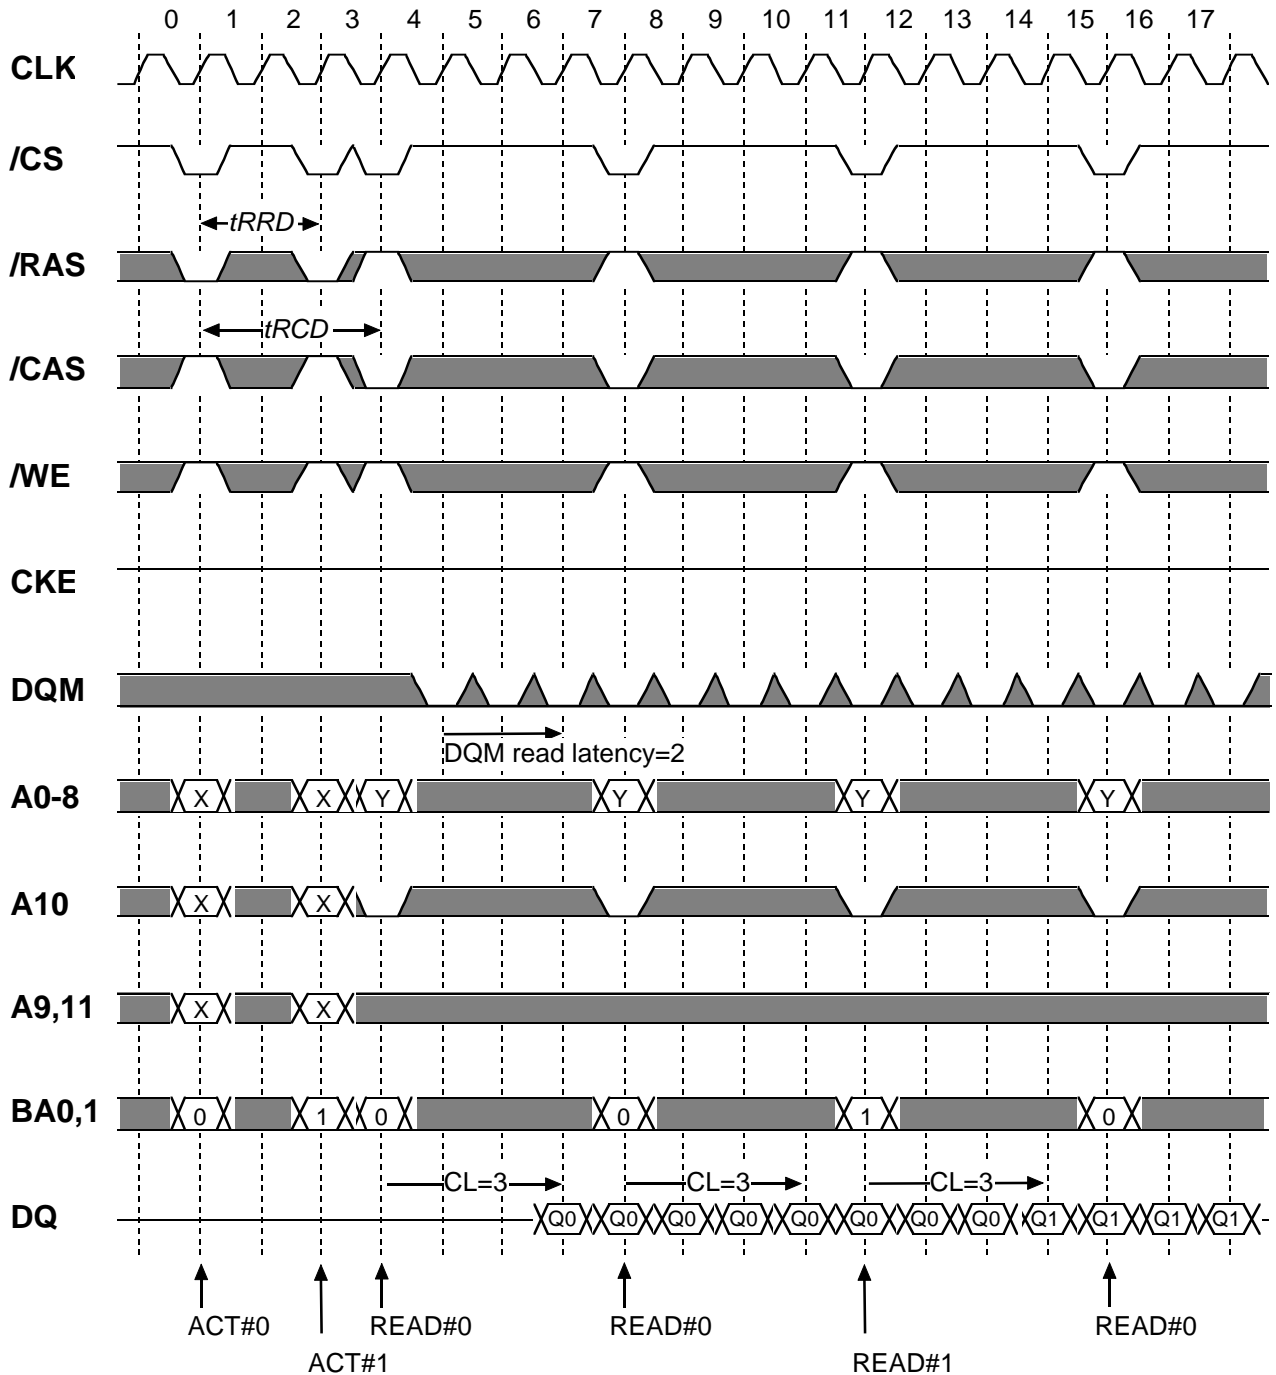 0 1 2 3 4 5 6 7 8 9 10 11 12 13 14 15 16 17
CLK
/CS
tRRD
/RAS
tRCD
/CAS
/WE
CKE
DQM
DQM read latency=2
A0-8 X X Y Y Y Y
A10 X X
A9,11 X X
BA0,1 0 1 0 0 1 0
CL=3 CL=3 CL=3
DQ Q0 Q0 Q0 Q0 Q0 Q0 Q0 Q0 Q1 Q1 Q1 Q1
ACT#0 READ#0 READ#0 READ#0
ACT#1 READ#1